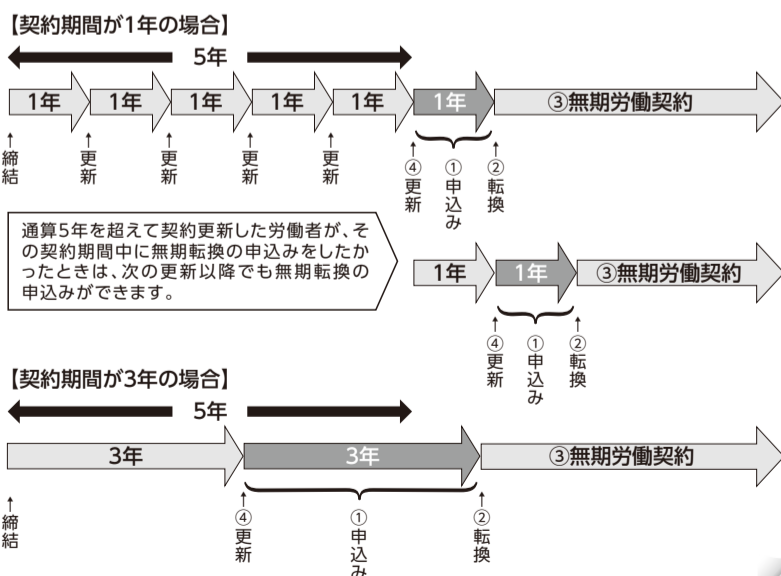 【契約期間が1年の場合】
5年
1年 1年 1年 1年 1年 1年 ③無期労働契約
↑締結 ↑更新 ↑更新 ↑更新 ↑更新 ↑④更新 ①申込み ↑②転換
通算5年を超えて契約更新した労働者が、そ
の契約期間中に無期転換の申込みをしたか
ったときは、次の更新以降でも無期転換の
申込みができます。
1年 1年 ③無期労働契約
↑④更新 ①申込み ↑②転換
【契約期間が3年の場合】
5年
3年 3年 ③無期労働契約
↑締結 ↑④更新 ①申込み ↑②転換